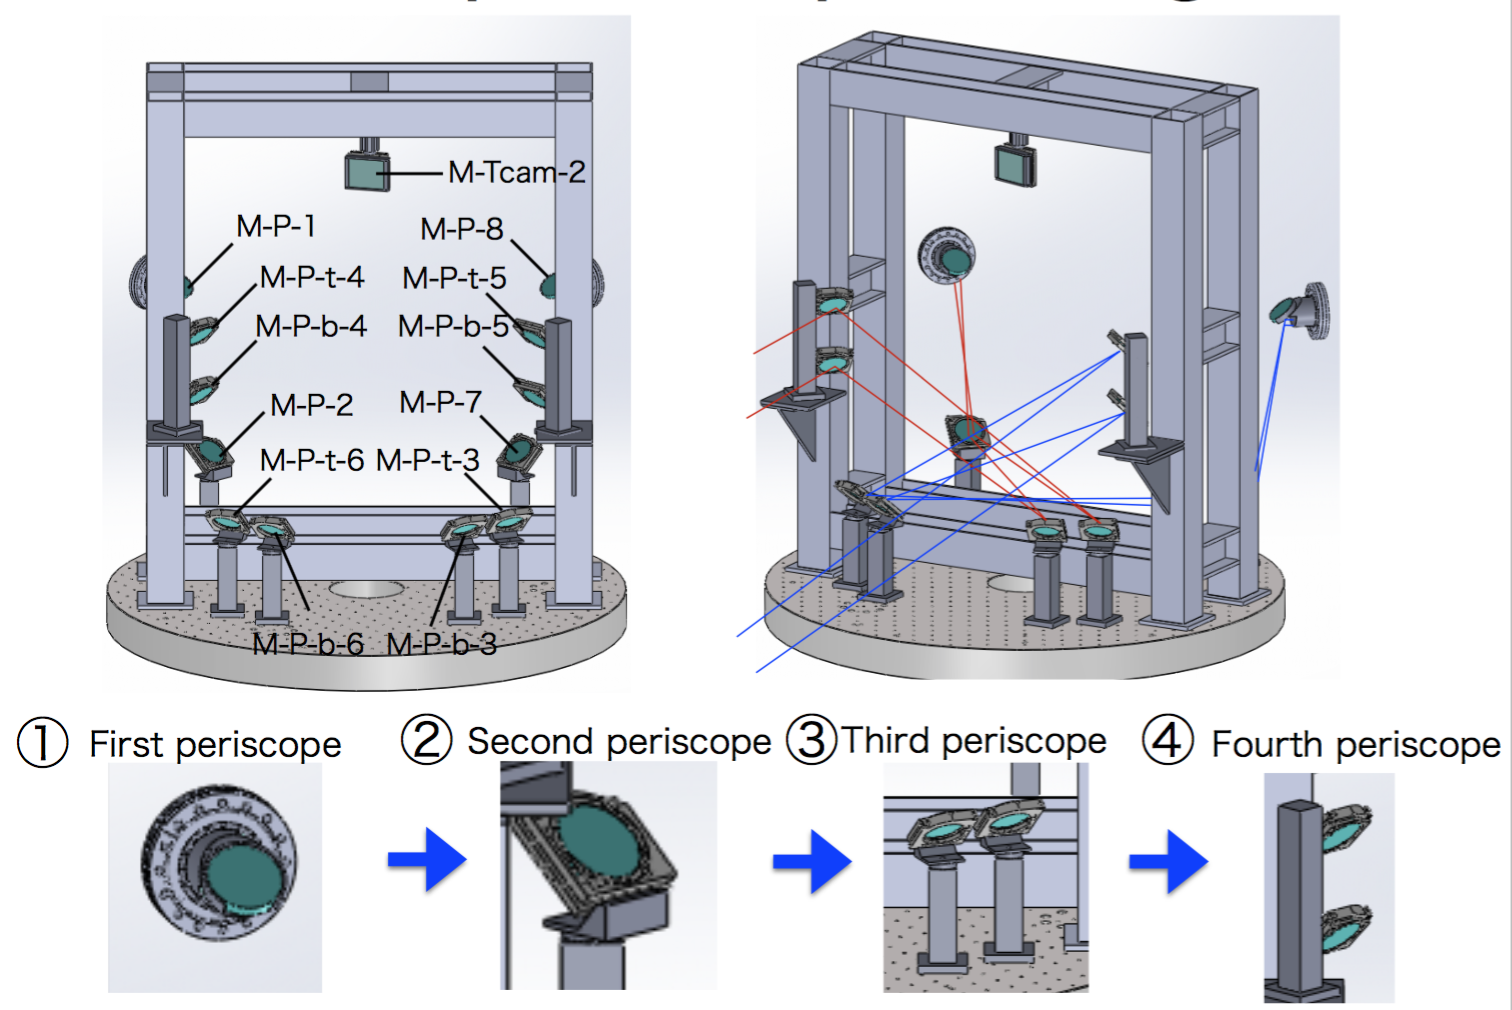 M-Tcam-2
M-P-1
M-P-8
M-P-t-4
M-P-t-5
M-P-b-4
M-P-b-5
M-P-2
M-P-7
M-P-t-6
M-P-t-3
M-P-b-6
M-P-b-3
① First periscope
② Second periscope
③ Third periscope
④ Fourth periscope